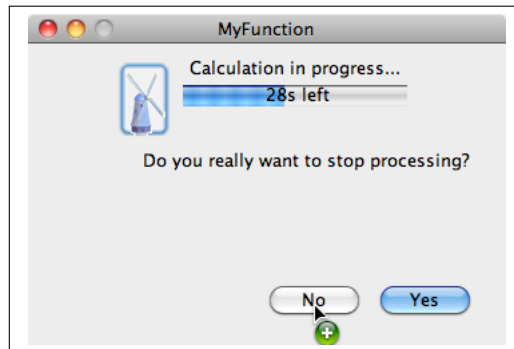 MyFunction
Calculation in progress...
28s left
Do you really want to stop processing?
No
Yes